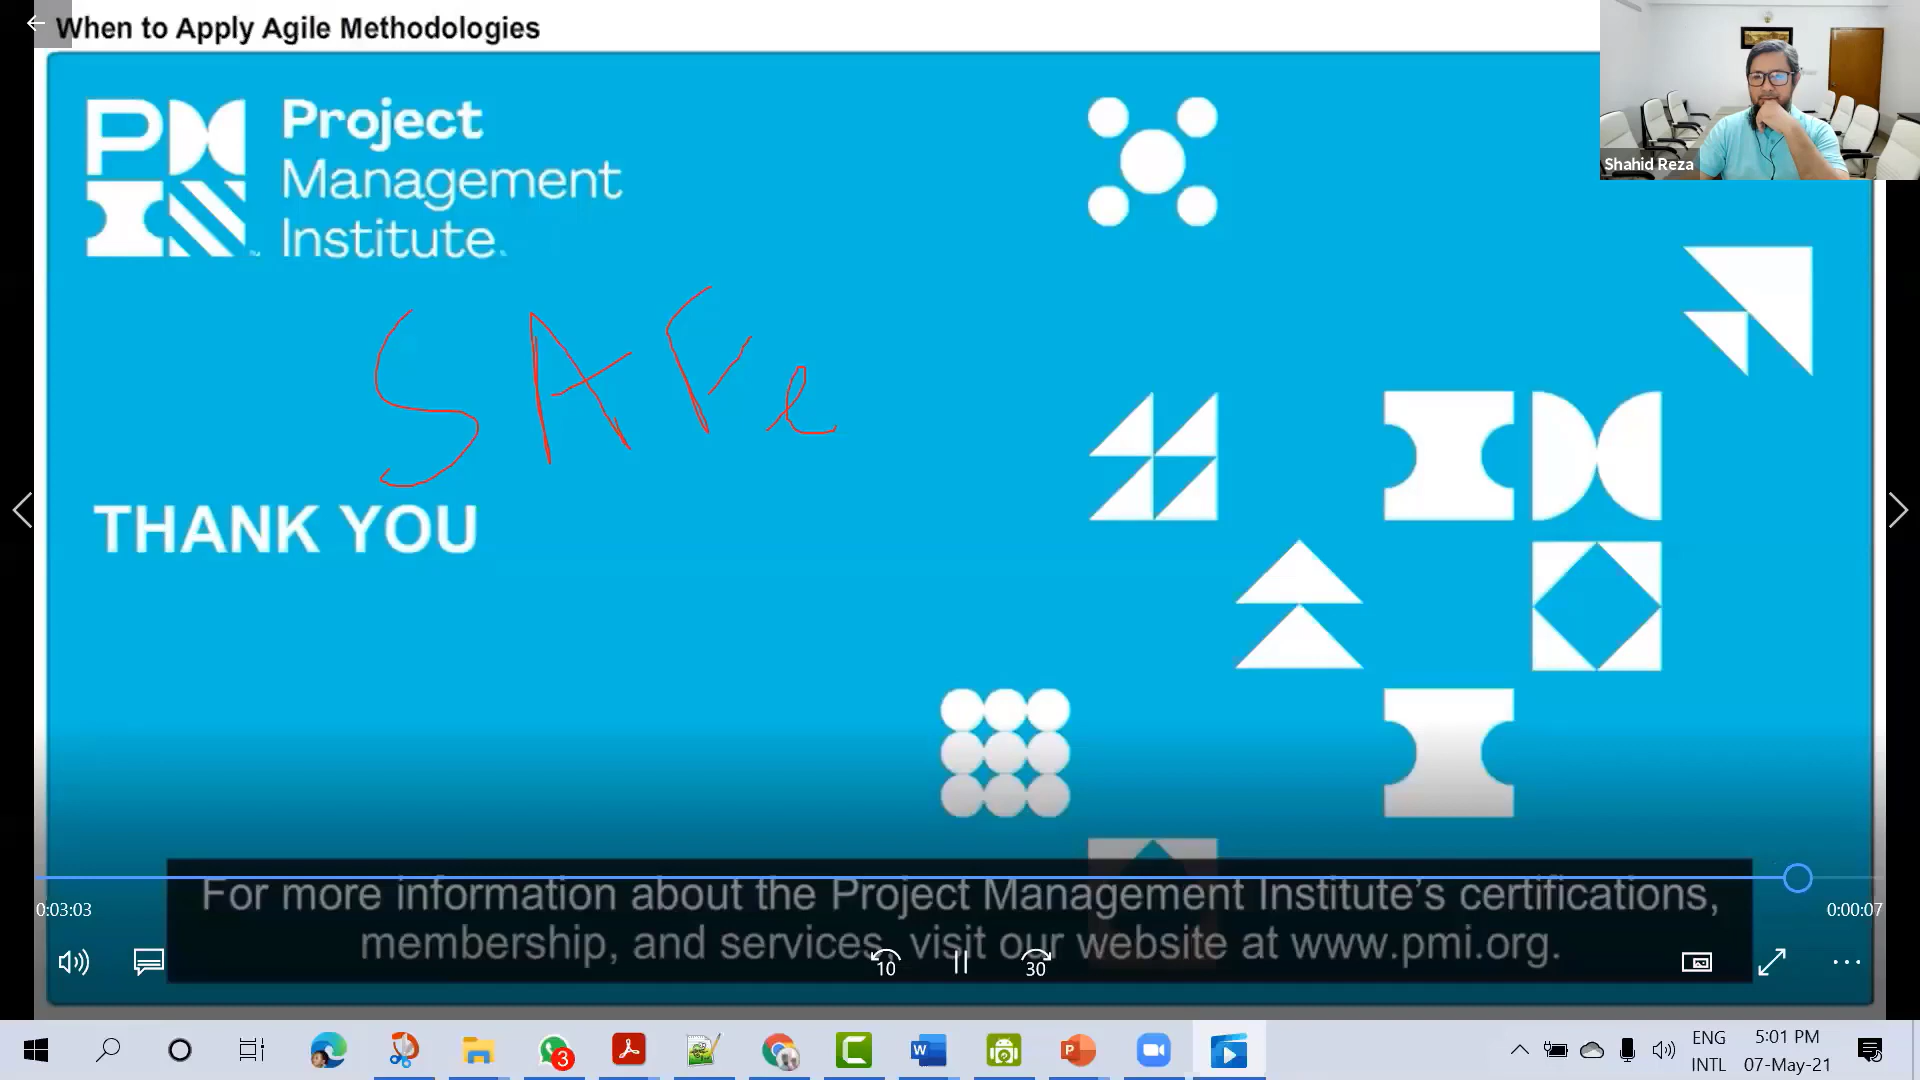 When to Apply Agile Methodologies
Project
Management
Institute
Shahid Reza
SAFe
THANK YOU
For more information about the Project Management Institute's certifications,
membership, and services, visit our website at www.pmi.org.
0:03:03
0:00:07
10
30
3
ENG
INTL
5:01 PM
07-May-21